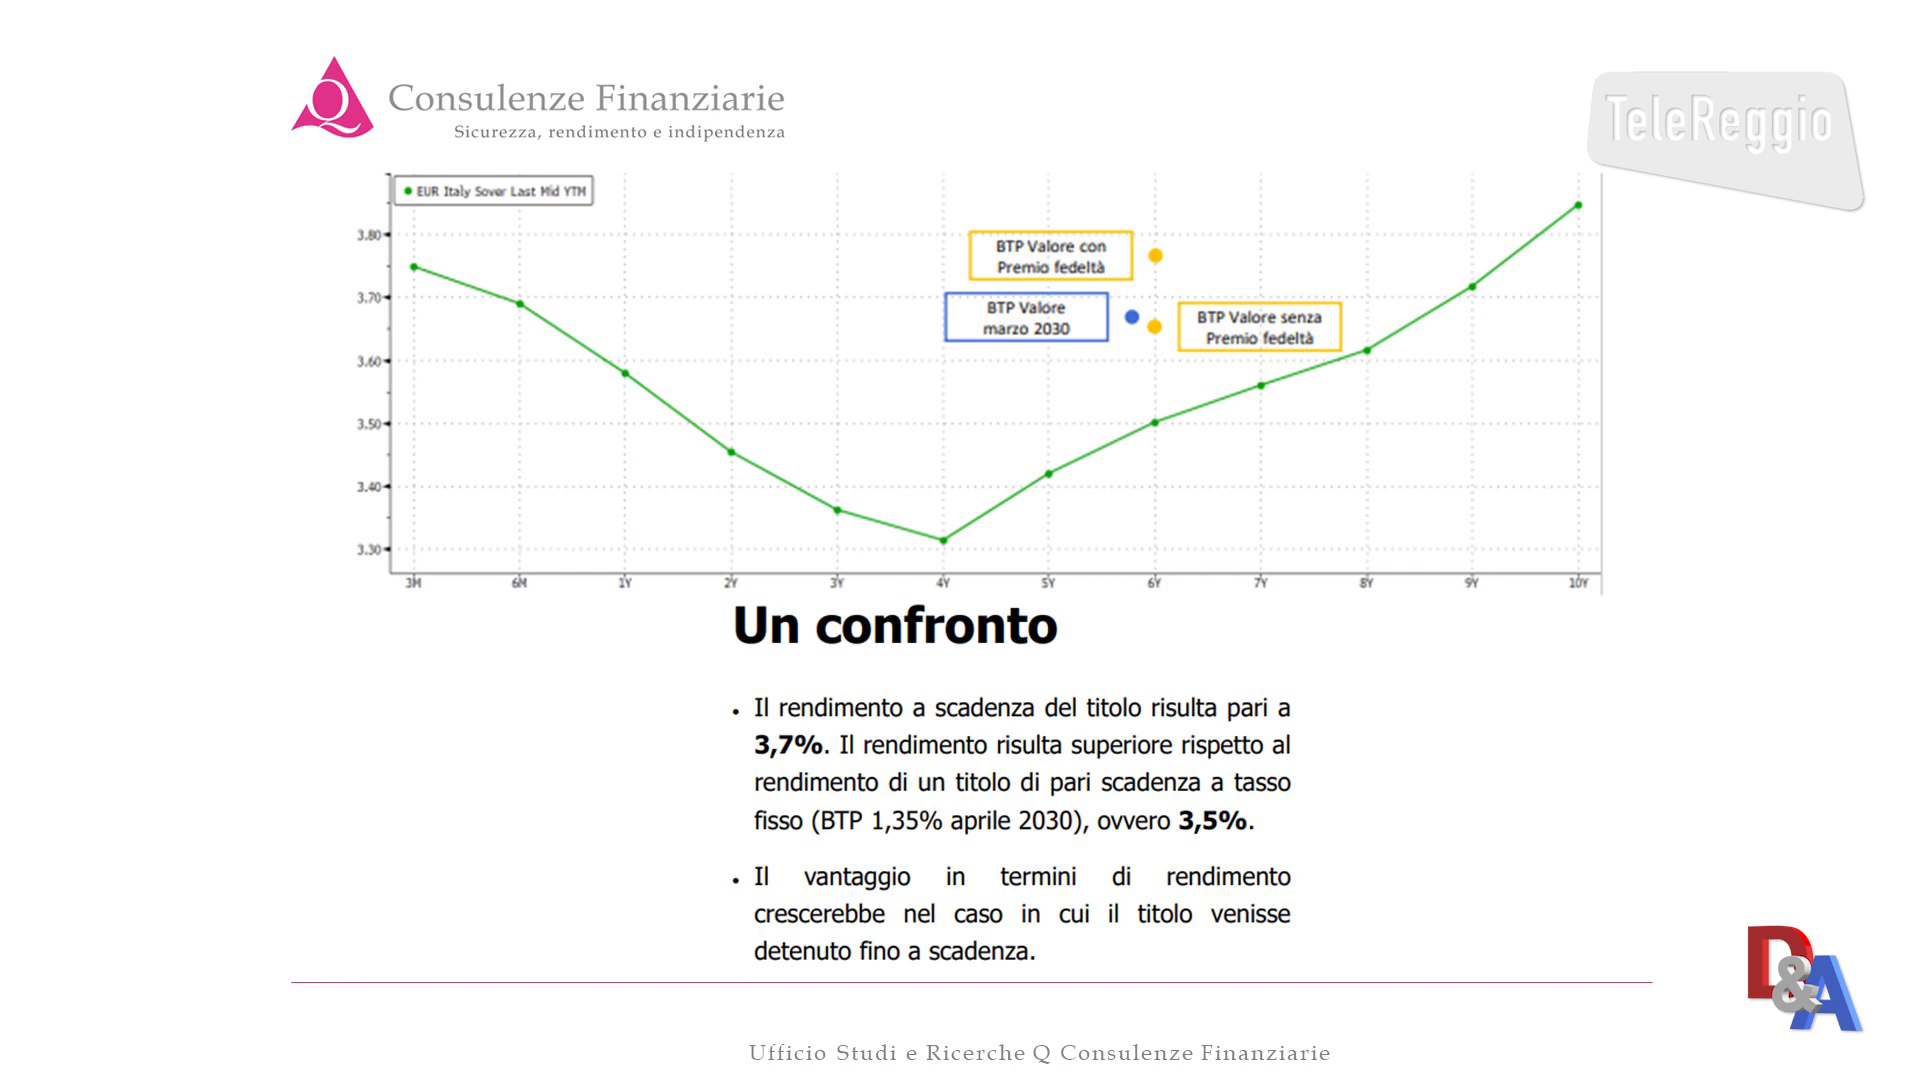 Q
Consulenze Finanziarie
Sicurezza, rendimento e indipendenza
TeleReggio
EUR Italy Sover Last Mid YTM
3.80
3.70
3.60
3.50
3.40
3.30
BTP Valore con
Premio fedeltà
BTP Valore
marzo 2030
BTP Valore senza
Premio fedeltà
3M 6M 1Y 2Y 3Y 4Y 5Y 6Y 7Y 8Y 9Y 10Y
Un confronto
• Il rendimento a scadenza del titolo risulta pari a
3,7%. Il rendimento risulta superiore rispetto al
rendimento di un titolo di pari scadenza a tasso
fisso (BTP 1,35% aprile 2030), ovvero 3,5%.
• Il vantaggio in termini di rendimento
crescerebbe nel caso in cui il titolo venisse
detenuto fino a scadenza.
D&A
Ufficio Studi e Ricerche Q Consulenze Finanziarie